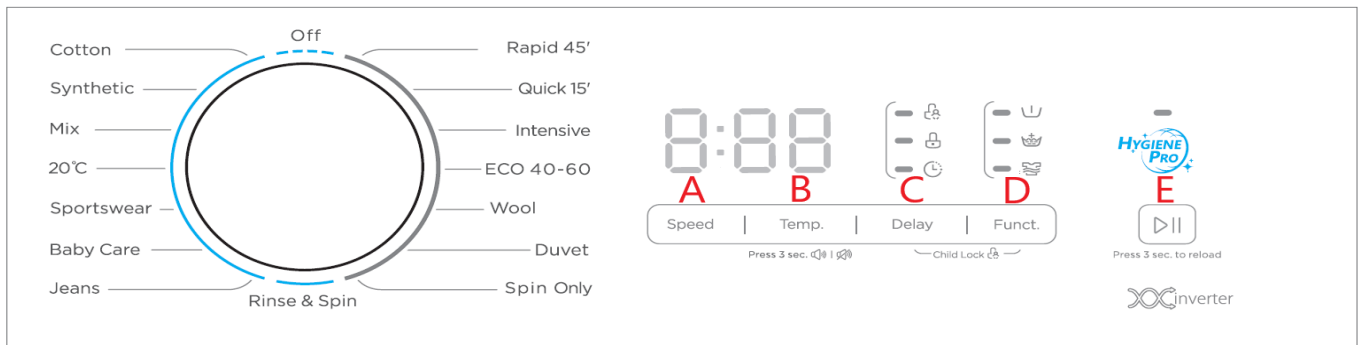 Off
Cotton
Synthetic
Mix
20℃
Sportswear
Baby Care
Jeans
Rinse & Spin
Rapid 45'
Quick 15'
Intensive
ECO 40-60
Wool
Duvet
Spin Only
8:88
A B C D E
Speed | Temp. | Delay | Funct.
Press 3 sec. |
Child Lock
HYGIENE
PRO
Press 3 sec. to reload
inverter